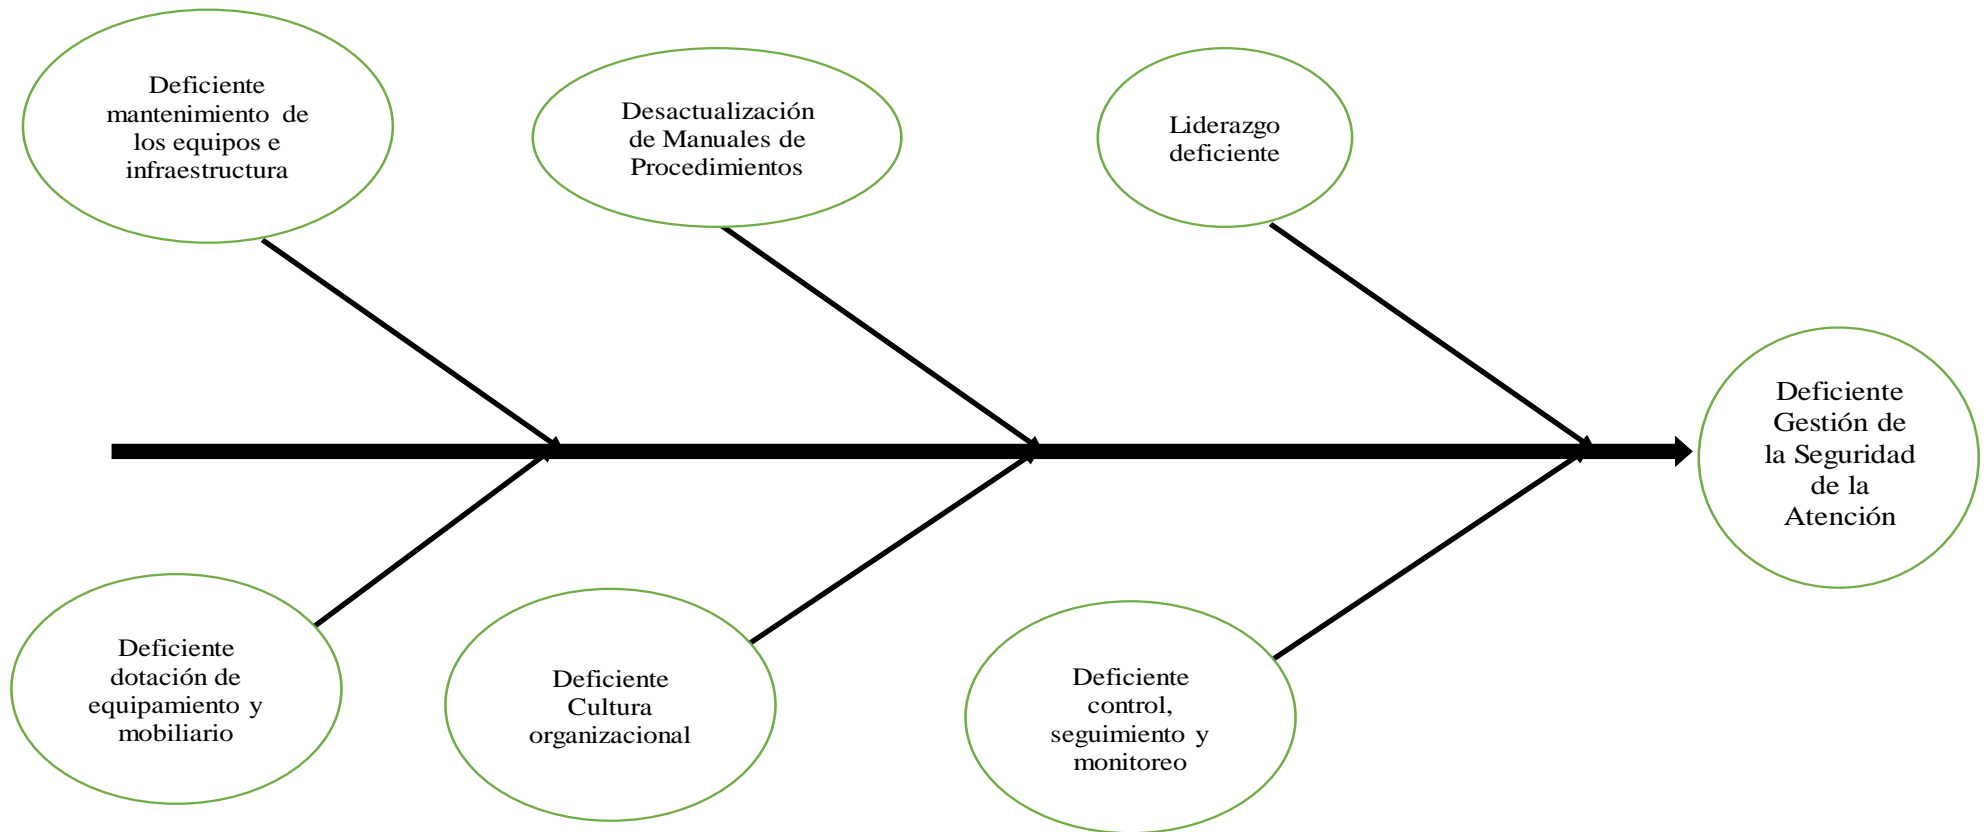 Deficiente
mantenimiento de
los equipos e
infraestructura
Desactualización
de Manuales de
Procedimientos
Liderazgo
deficiente
Deficiente
Gestión de
la Seguridad
de la
Atención
Deficiente
dotación de
equipamiento y
mobiliario
Deficiente
Cultura
organizacional
Deficiente
control,
seguimiento y
monitoreo